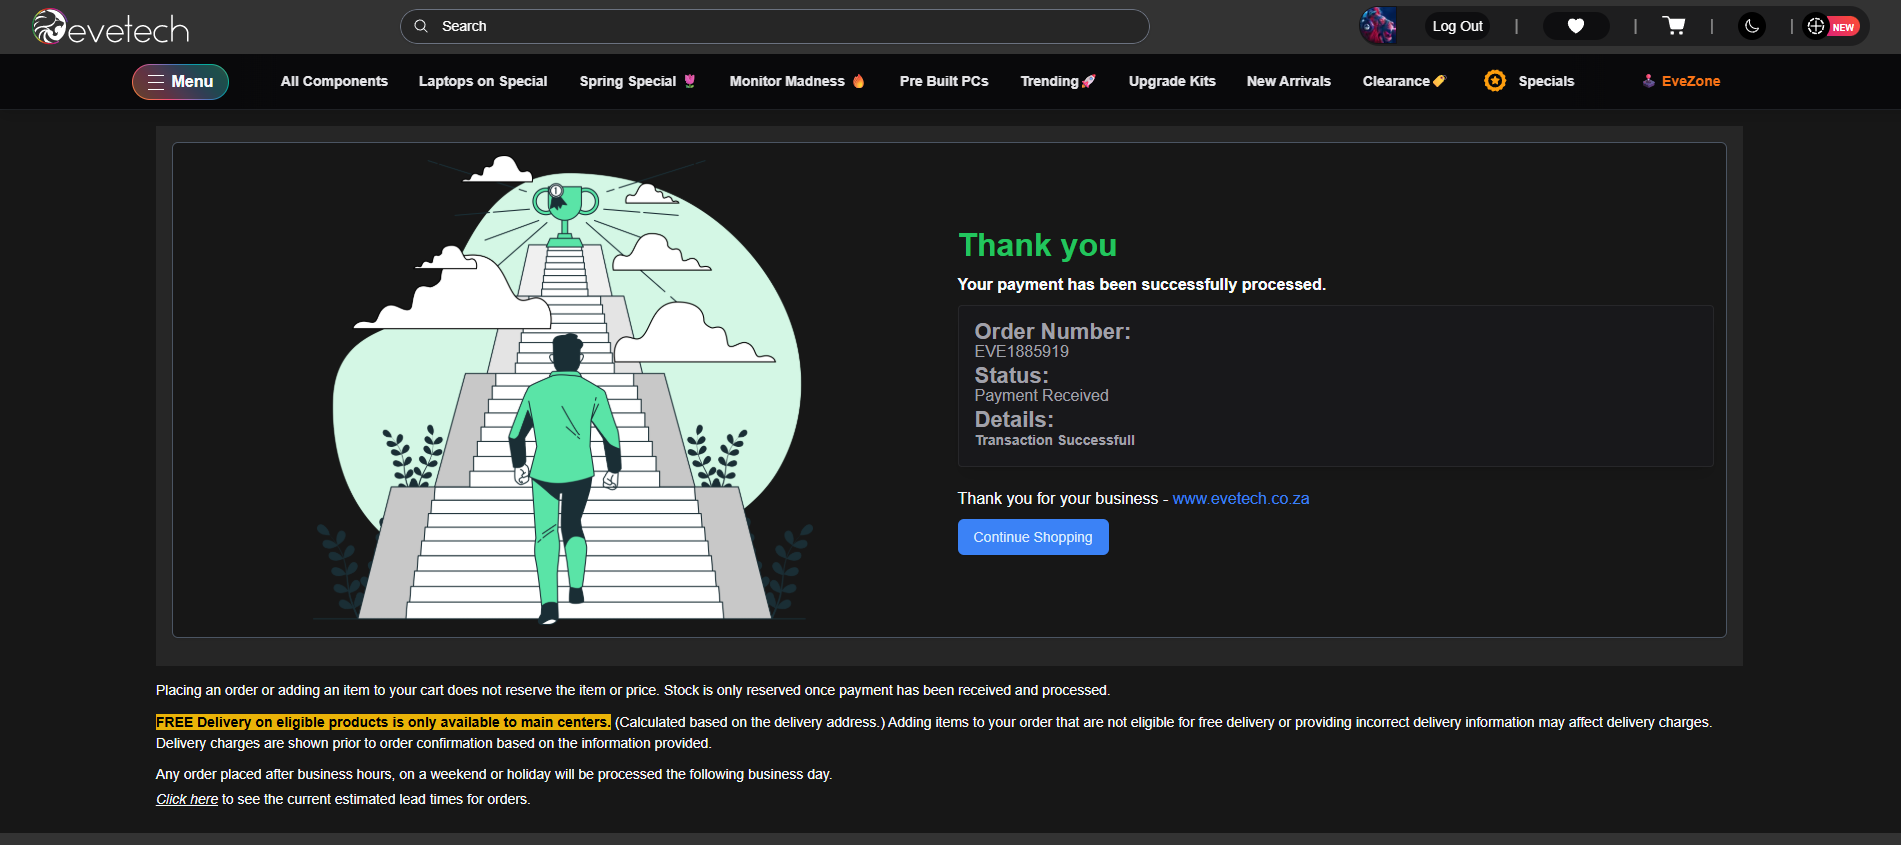 evetech
Search
Log Out
NEW
Menu
All Components
Laptops on Special
Spring Special
Monitor Madness
Pre Built PCs
Trending
Upgrade Kits
New Arrivals
Clearance
Specials
EveZone
Thank you
Your payment has been successfully processed.
Order Number:
EVE1885919
Status:
Payment Received
Details:
Transaction Successfull
Thank you for your business - www.evetech.co.za
Continue Shopping
Placing an order or adding an item to your cart does not reserve the item or price. Stock is only reserved once payment has been received and processed.
FREE Delivery on eligible products is only available to main centers. (Calculated based on the delivery address.) Adding items to your order that are not eligible for free delivery or providing incorrect delivery information may affect delivery charges.
Delivery charges are shown prior to order confirmation based on the information provided.
Any order placed after business hours, on a weekend or holiday will be processed the following business day.
Click here to see the current estimated lead times for orders.